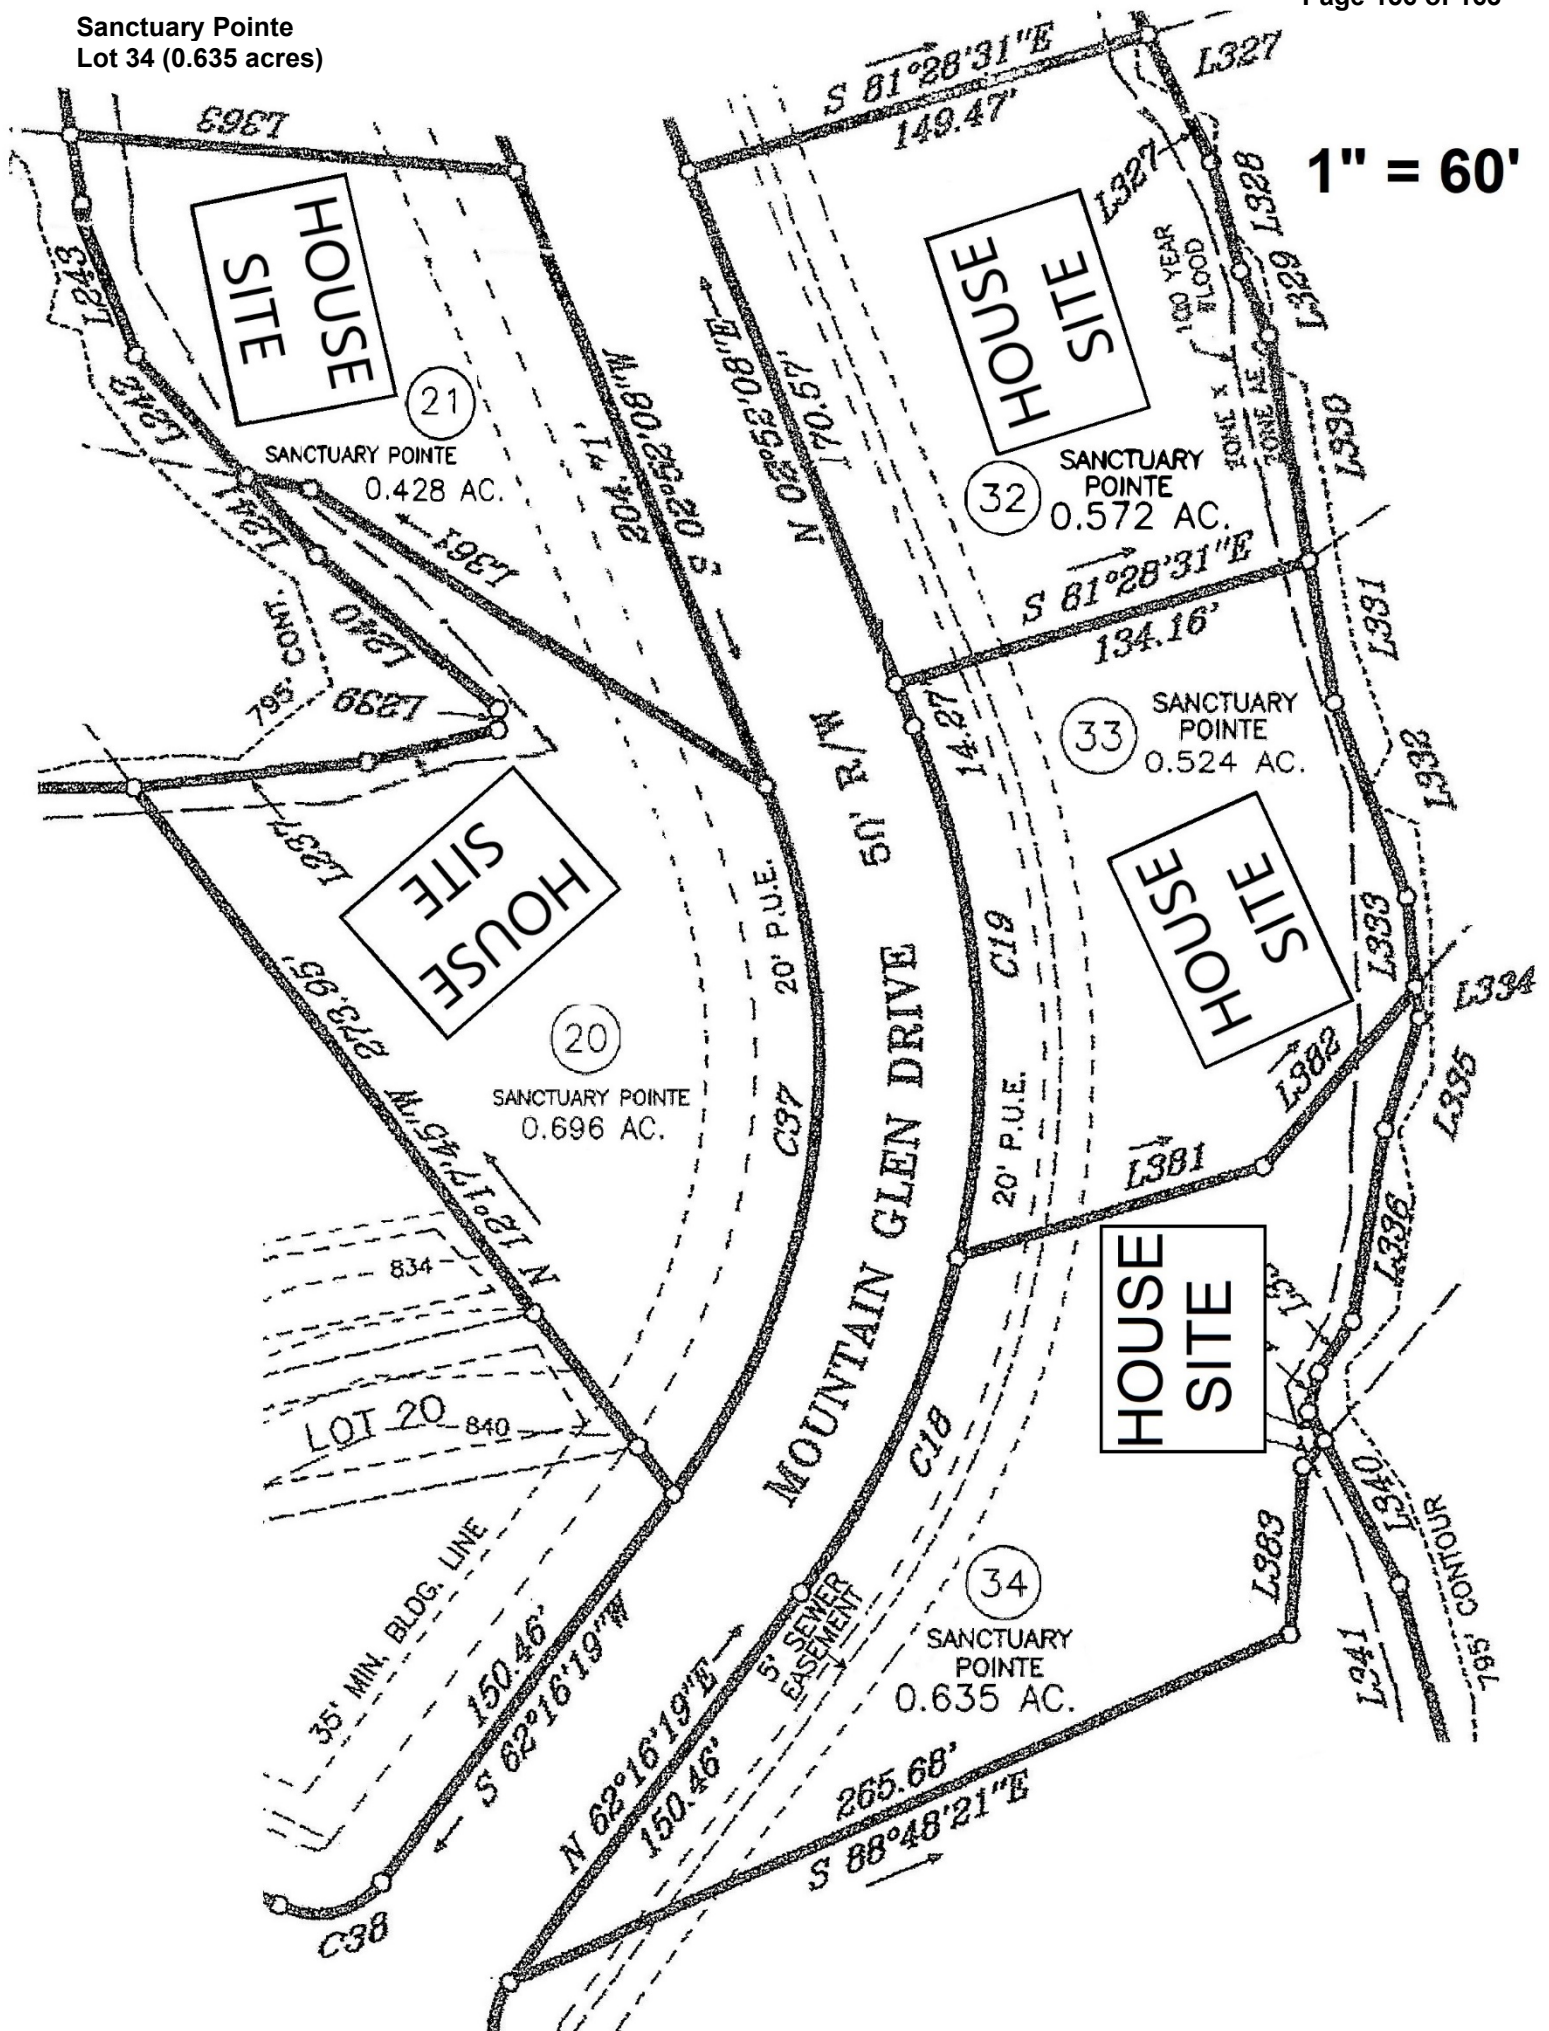 Sanctuary Pointe
Lot 34 (0.635 acres)
1" = 60'
S 81°28'31"E
149.47'
L327
L363
L327
L328
L329
100 YEAR
FLOOD
ZONE X
ZONE AE
L330
HOUSE
SITE
L243
L242
21
SANCTUARY POINTE
0.428 AC.
L241
L361
204.41'
S 02°52'08"W
N 02°52'08"E
170.57'
HOUSE
SITE
32
SANCTUARY
POINTE
0.572 AC.
S 81°28'31"E
134.16'
L331
L240
795' CONT.
L239
L237
50' R/W
14.27
33
SANCTUARY
POINTE
0.524 AC.
L332
HOUSE
SITE
20' P.U.E.
C19
HOUSE
SITE
L333
L334
273.95'
N 12°17'45"W
20
SANCTUARY POINTE
0.696 AC.
C37
MOUNTAIN GLEN DRIVE
20' P.U.E.
L382
L335
L381
L336
834
HOUSE
SITE
LOT 20
840
C18
L340
795' CONTOUR
35' MIN. BLDG. LINE
L383
34
SANCTUARY
POINTE
0.635 AC.
5' SEWER
EASEMENT
L341
150.46'
S 62°16'19"W
N 62°16'19"E
150.46'
265.68'
S 88°48'21"E
C38